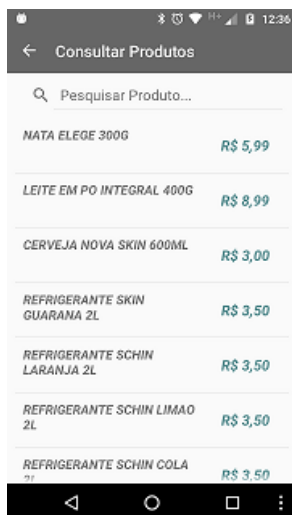 H+ 12:36
Consultar Produtos
Pesquisar Produto...
NATA ELEGE 300G
R$ 5,99
LEITE EM PO INTEGRAL 400G
R$ 8,99
CERVEJA NOVA SKIN 600ML
R$ 3,00
REFRIGERANTE SKIN
GUARANA 2L
R$ 3,50
REFRIGERANTE SCHIN
LARANJA 2L
R$ 3,50
REFRIGERANTE SCHIN LIMAO
2L
R$ 3,50
REFRIGERANTE SCHIN COLA
2L
R$ 3,50